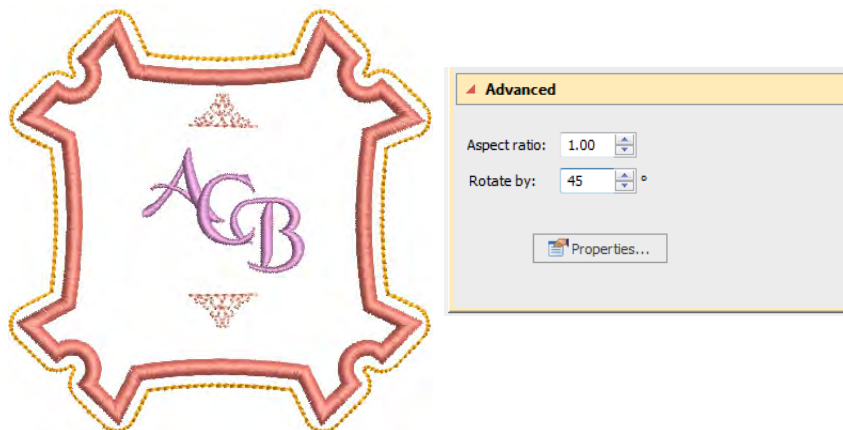 ACB
Advanced
Aspect ratio: 1.00
Rotate by: 45 °
Properties...